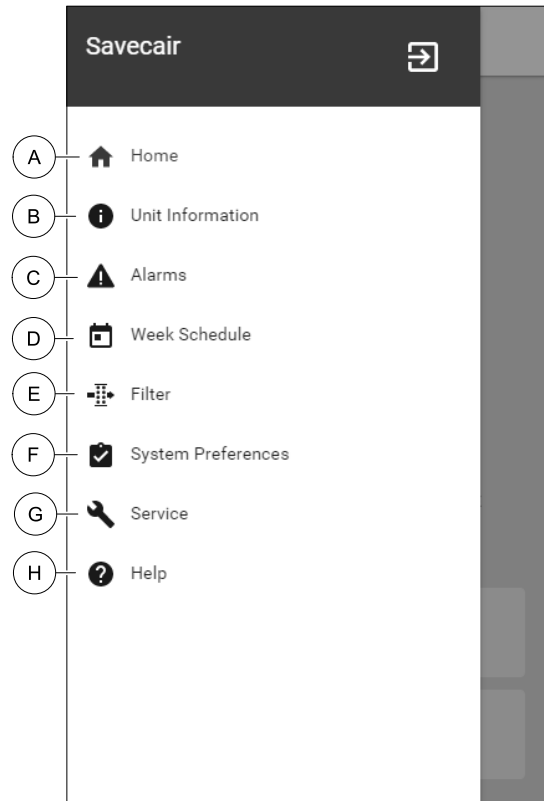 Savecair
A Home
B Unit Information
C Alarms
D Week Schedule
E Filter
F System Preferences
G Service
H Help